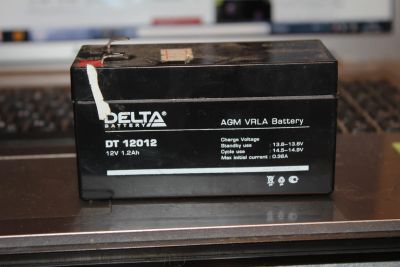 DELTA
BATTERY
DT 12012
12V 1.2Ah
AGM VRLA Battery
Charge Voltage
Standby use : 13.6-13.8V
Cycle use : 14.5-14.9V
Max initial current : 0.36A